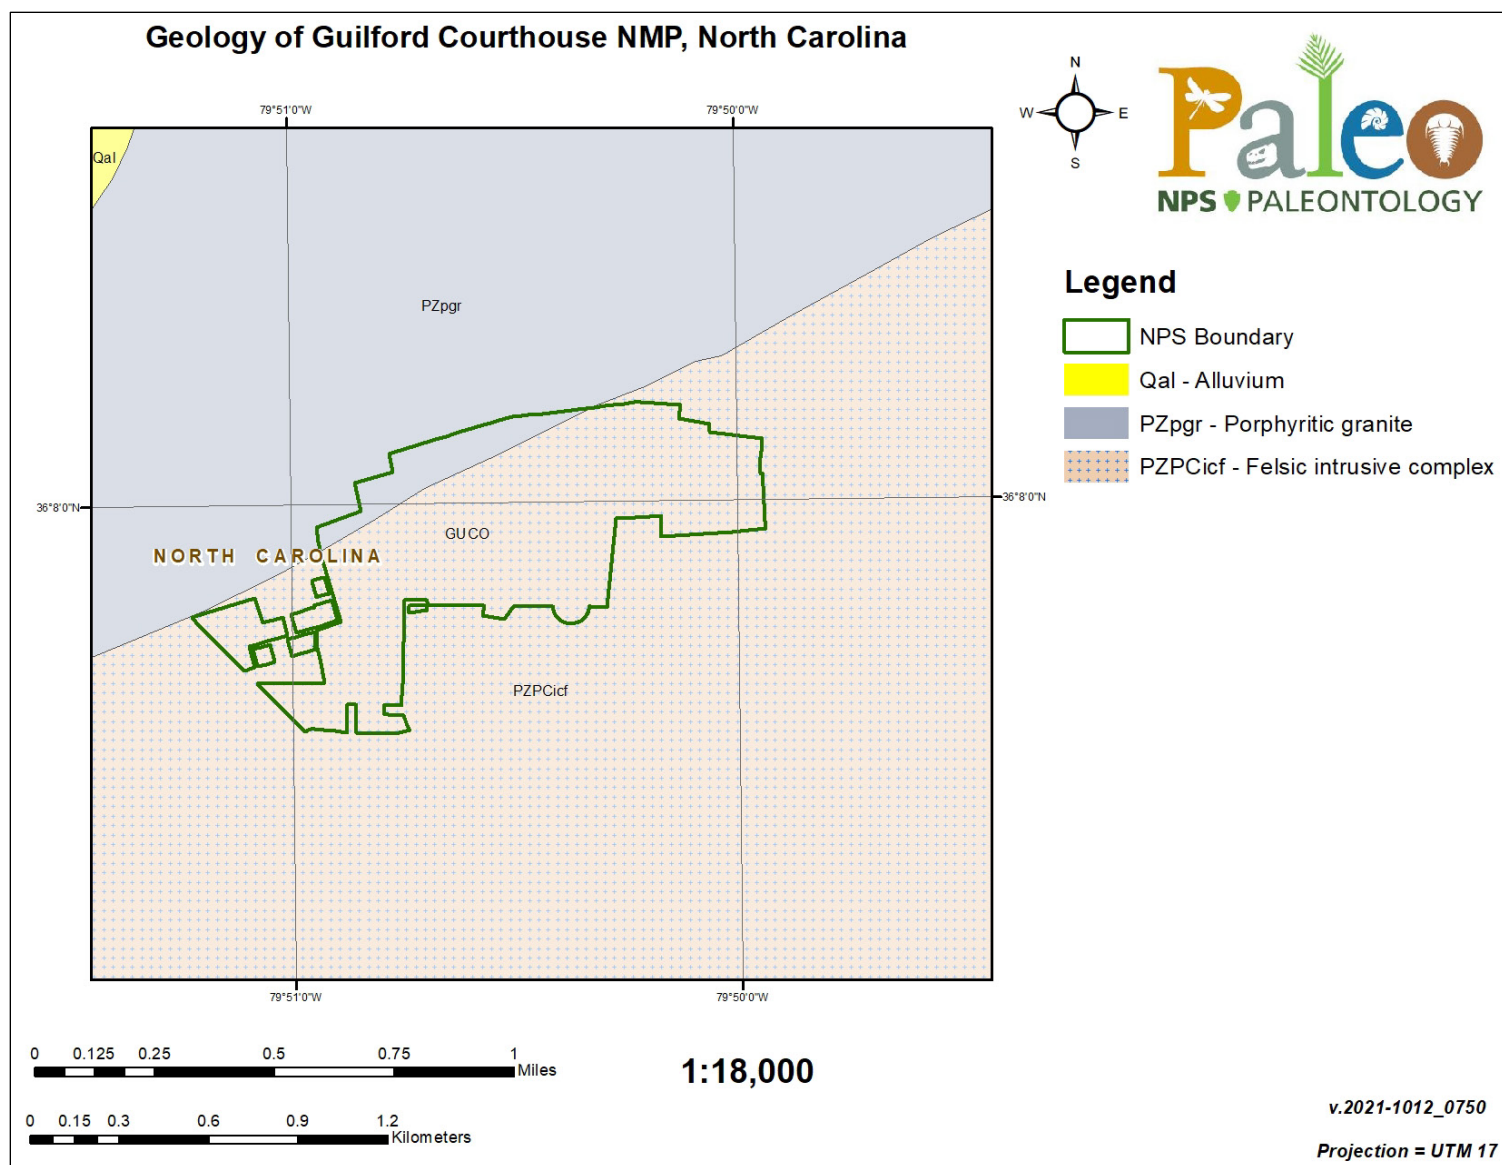 Geology of Guilford Courthouse NMP, North Carolina
N
W E
S
Paleo
NPS PALEONTOLOGY
79°51'0"W 79°50'0"W
Qal
PZpgr
Legend
NPS Boundary
Qal - Alluvium
PZpgr - Porphyritic granite
PZPCicf - Felsic intrusive complex
36°8'0"N 36°8'0"N
GUCO
NORTH CAROLINA
PZPCicf
79°51'0"W 79°50'0"W
0 0.125 0.25 0.5 0.75 1
Miles
1:18,000
0 0.15 0.3 0.6 0.9 1.2
Kilometers
v.2021-1012_0750
Projection = UTM 17